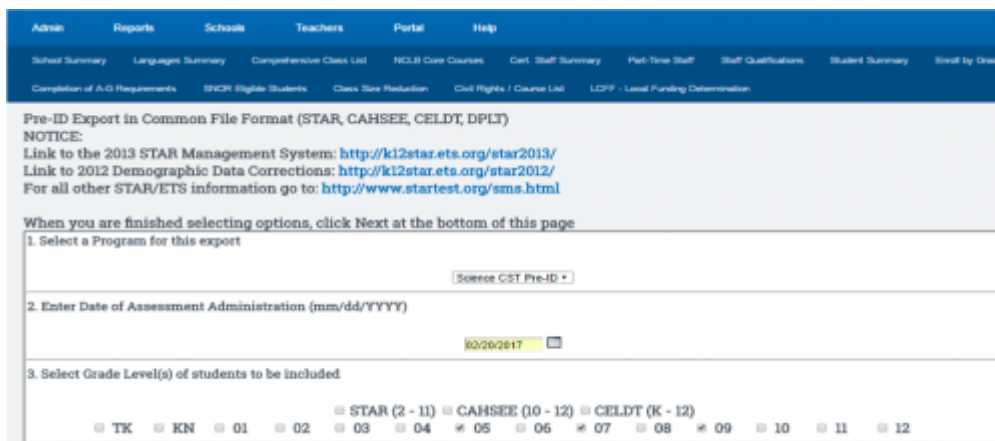 Admin Reports Schools Teachers Portal Help
School Summary Languages Summary Comprehensive Class List NCLB Core Courses Cert. Staff Summary Part-Time Staff Staff Qualifications Student Summary Enroll by Grad
Completion of A-G Requirements SNOR Eligible Students Class Size Reduction Civil Rights / Course List LCFF - Local Funding Determination
Pre-ID Export in Common File Format (STAR, CAHSEE, CELDT, DPLT)
NOTICE:
Link to the 2013 STAR Management System: http://k12star.ets.org/star2013/
Link to 2012 Demographic Data Corrections: http://k12star.ets.org/star2012/
For all other STAR/ETS information go to: http://www.startest.org/sms.html
When you are finished selecting options, click Next at the bottom of this page
1. Select a Program for this export
Science CST Pre-ID
2. Enter Date of Assessment Administration (mm/dd/YYYY)
02/20/2017
3. Select Grade Level(s) of students to be included
STAR (2 - 11) CAHSEE (10 - 12) CELDT (K - 12)
TK KN 01 02 03 04 05 06 07 08 09 10 11 12